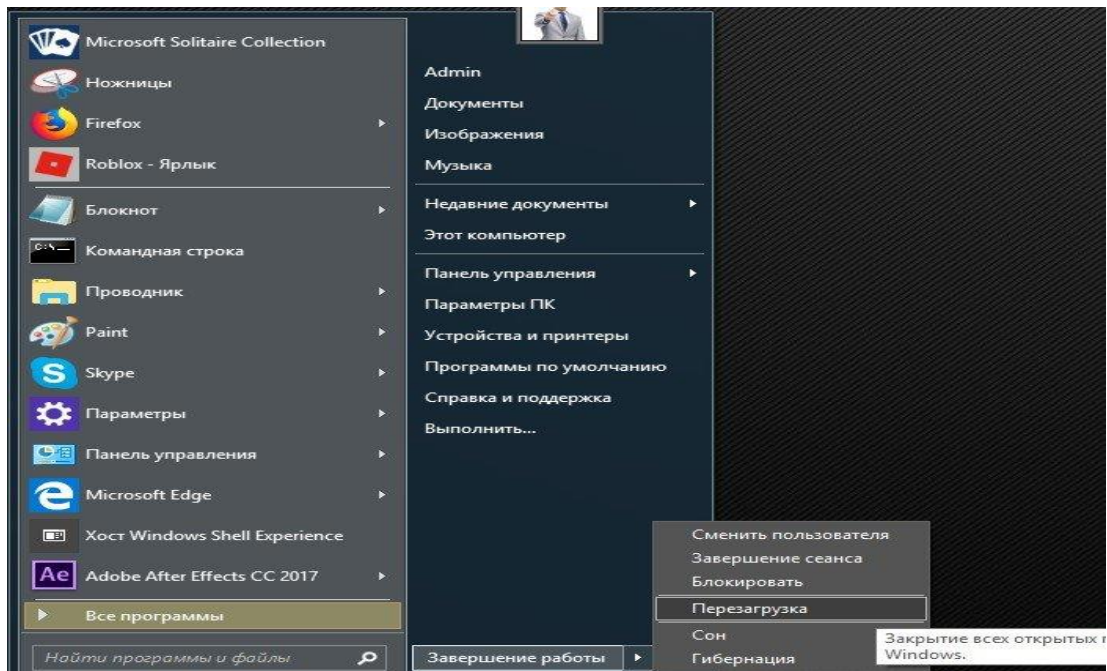 Microsoft Solitaire Collection
Ножницы
Firefox
Roblox - Ярлык
Блокнот
Командная строка
Проводник
Paint
Skype
Параметры
Панель управления
Microsoft Edge
Хост Windows Shell Experience
Adobe After Effects CC 2017
Все программы
Найти программы и файлы
Admin
Документы
Изображения
Музыка
Недавние документы
Этот компьютер
Панель управления
Параметры ПК
Устройства и принтеры
Программы по умолчанию
Справка и поддержка
Выполнить...
Завершение работы
Сменить пользователя
Завершение сеанса
Блокировать
Перезагрузка
Сон
Гибернация
Закрытие всех открытых
Windows.